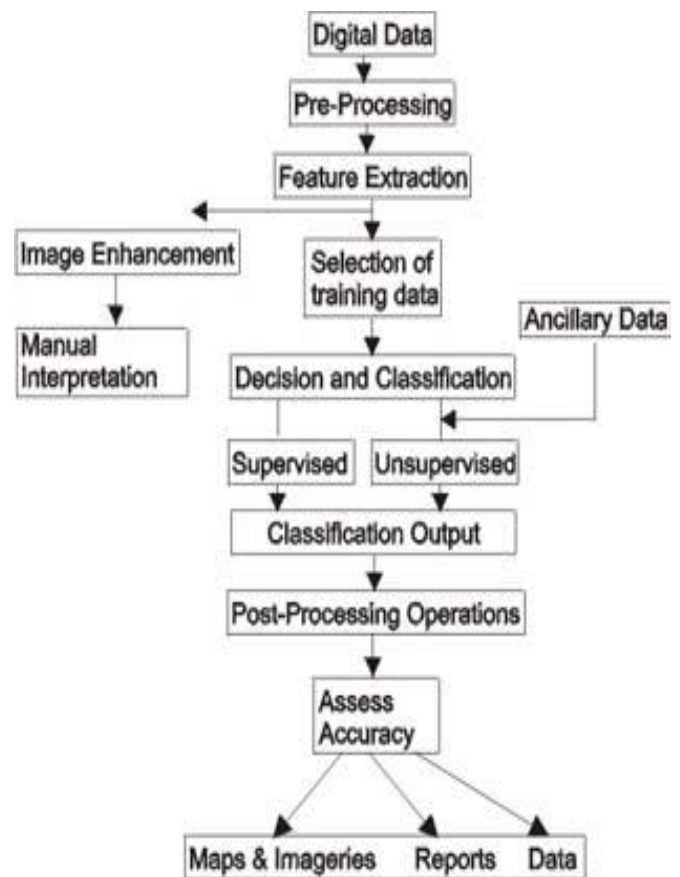 Digital Data
Pre-Processing
Feature Extraction
Image Enhancement
Selection of
training data
Ancillary Data
Manual
Interpretation
Decision and Classification
Supervised
Unsupervised
Classification Output
Post-Processing Operations
Assess
Accuracy
Maps & Imageries Reports Data